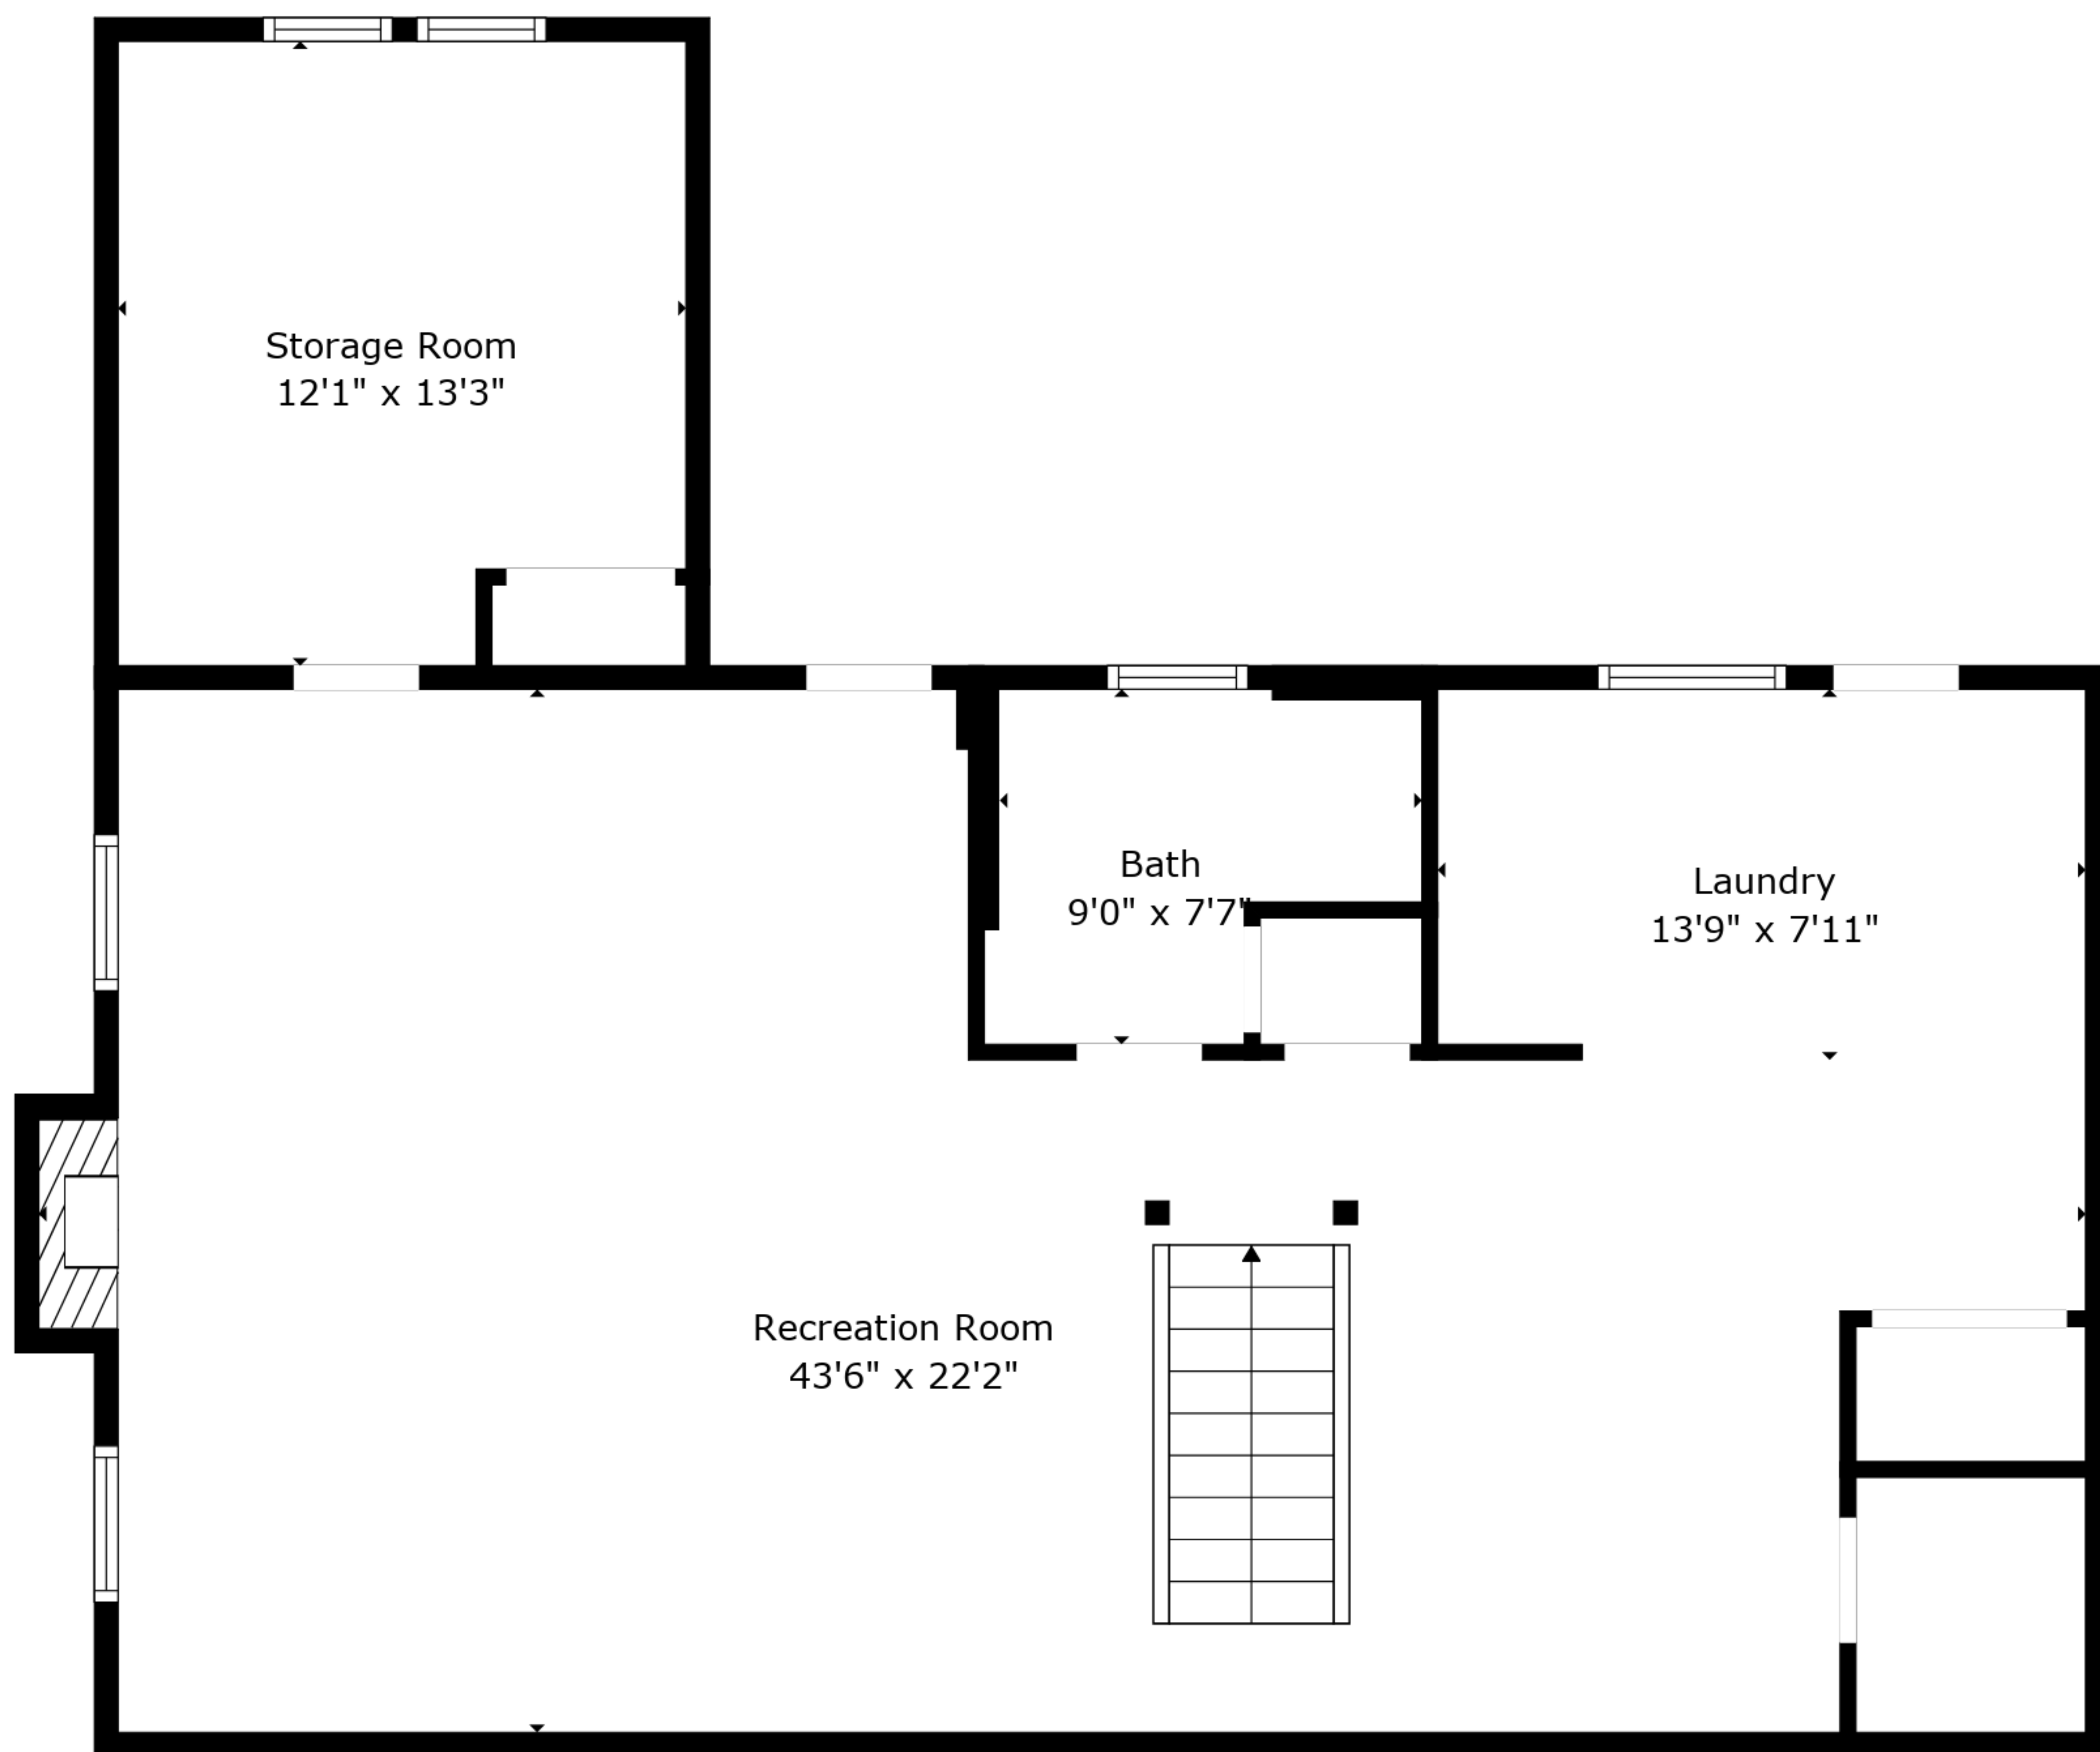 Storage Room
12'1" x 13'3"
Bath
9'0" x 7'7"
Laundry
13'9" x 7'11"
Recreation Room
43'6" x 22'2"